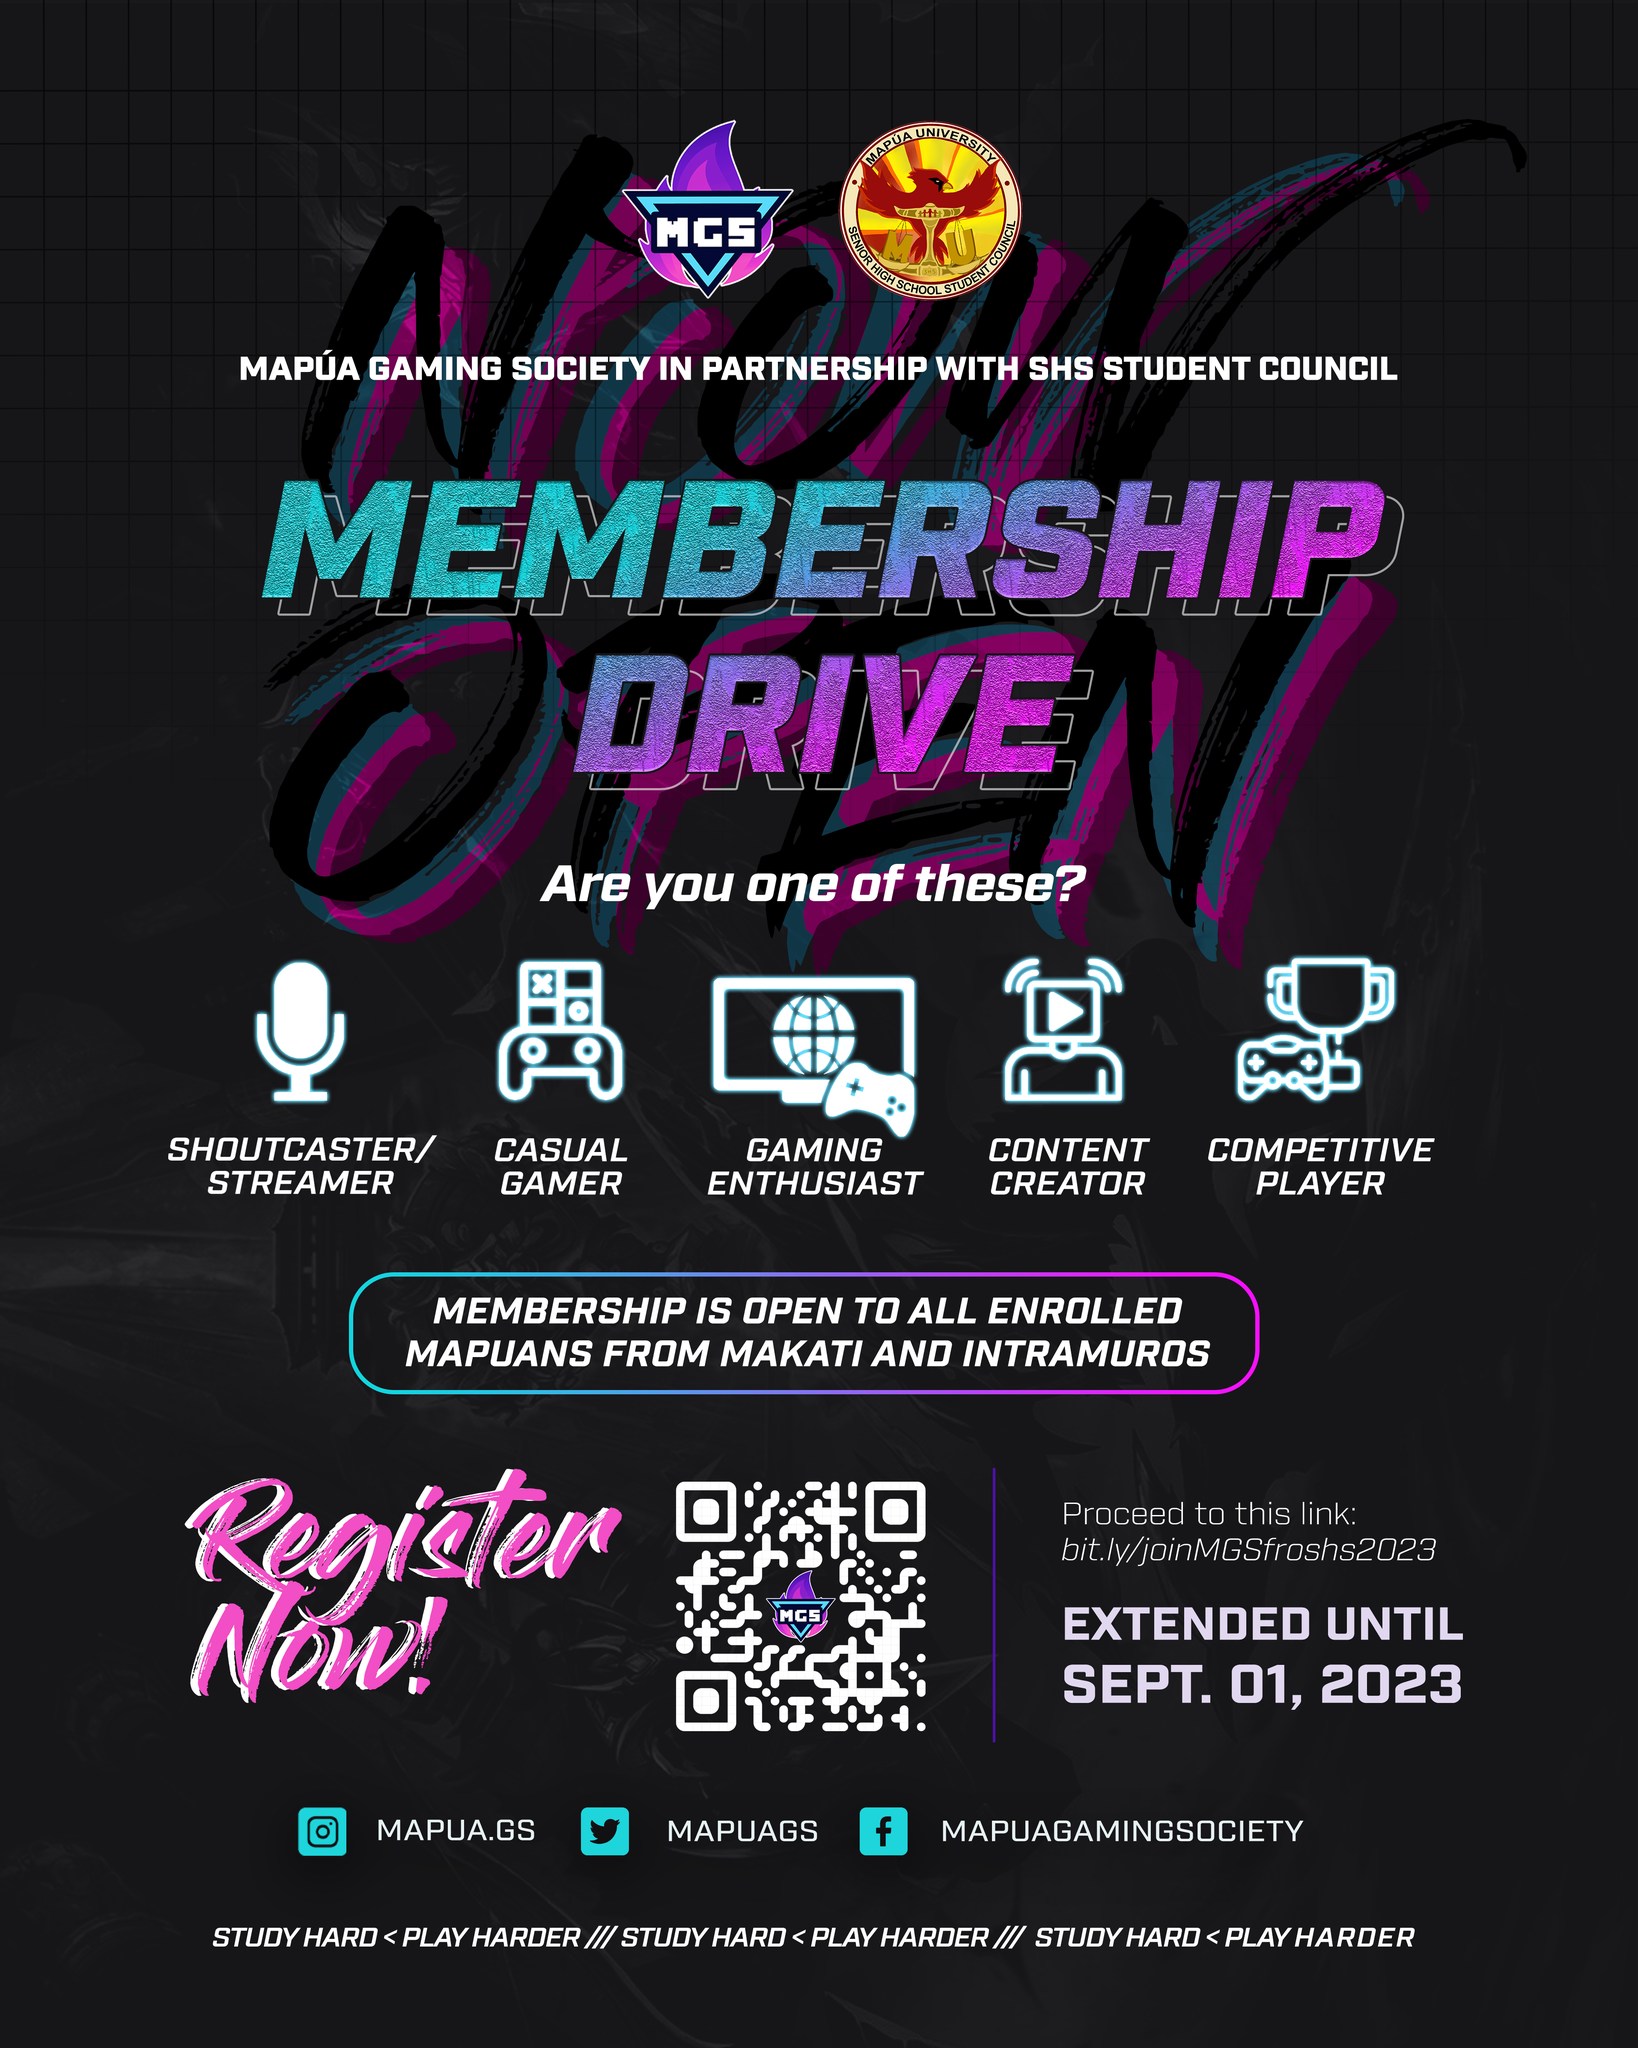 MGS
MAPÚA UNIVERSITY
M U
SENIOR HIGH SCHOOL STUDENT COUNCIL
NOW
MAPÚA GAMING SOCIETY IN PARTNERSHIP WITH SHS STUDENT COUNCIL
MEMBERSHIP
OPEN
DRIVE
Are you one of these?
SHOUTCASTER/
STREAMER
CASUAL
GAMER
GAMING
ENTHUSIAST
CONTENT
CREATOR
COMPETITIVE
PLAYER
MEMBERSHIP IS OPEN TO ALL ENROLLED
MAPUANS FROM MAKATI AND INTRAMUROS
Register
Now!
MGS
Proceed to this link:
bit.ly/joinMGSfroshs2023
EXTENDED UNTIL
SEPT. 01, 2023
MAPUA.GS
MAPUAGS
MAPUAGAMINGSOCIETY
STUDY HARD < PLAY HARDER /// STUDY HARD < PLAY HARDER /// STUDY HARD < PLAY HARDER